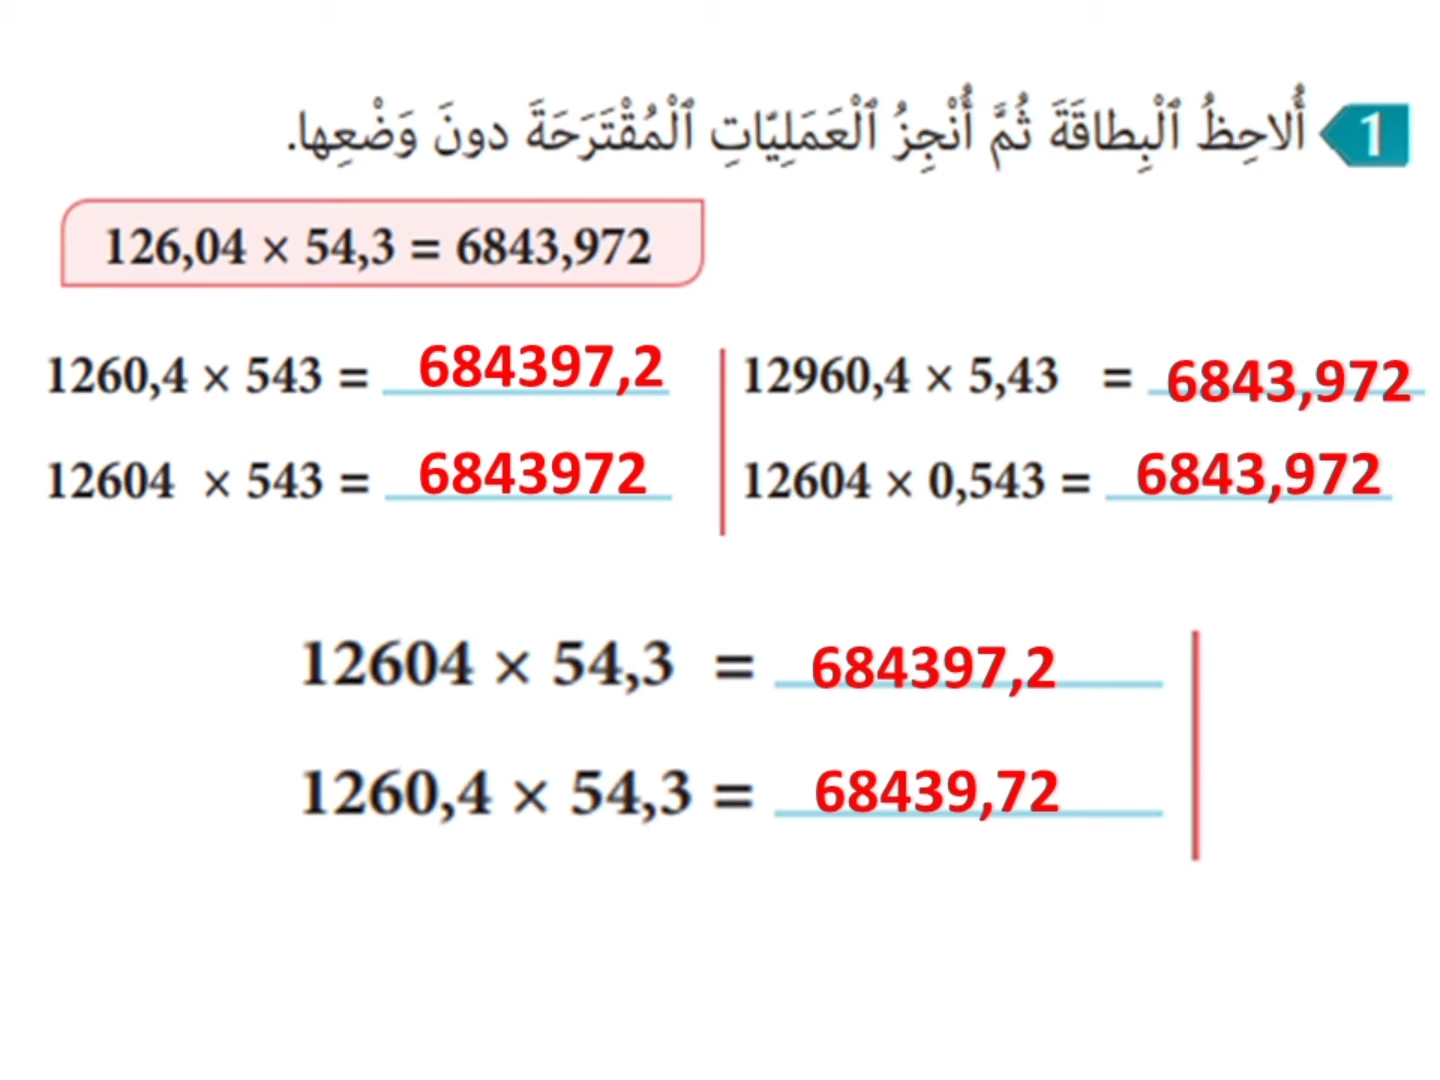 1 أُلاحِظُ ٱلْبِطاقَةَ ثُمَّ أُنْجِزُ ٱلْعَمَلِيّاتِ ٱلْمُقْتَرَحَةَ دونَ وَضْعِها.
126,04 × 54,3 = 6843,972
1260,4 × 543 = 684397,2
12960,4 × 5,43 = 6843,972
12604 × 543 = 6843972
12604 × 0,543 = 6843,972
12604 × 54,3 = 684397,2
1260,4 × 54,3 = 68439,72